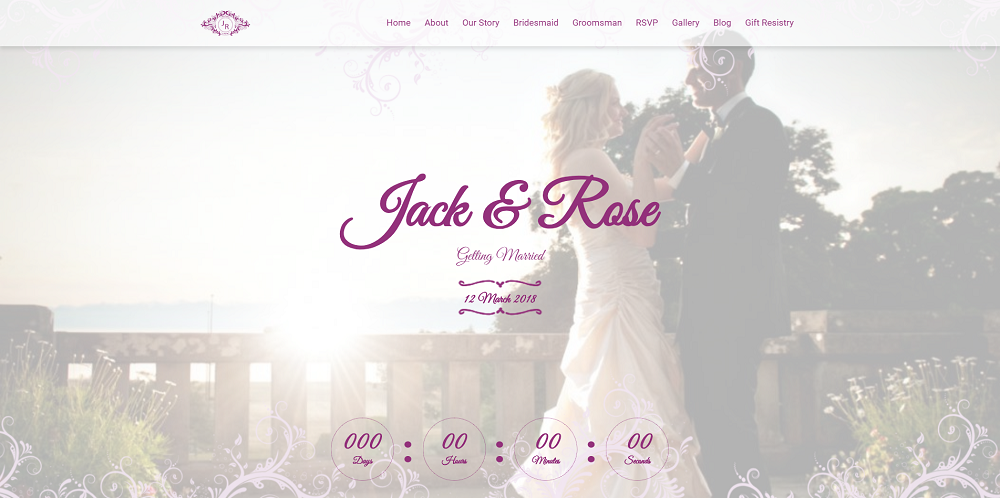 JR
Home About Our Story Bridesmaid Groomsman RSVP Gallery Blog Gift Resistry
Jack & Rose
Getting Married
12 March 2018
000 : 00 : 00 : 00
Days Hours Minutes Seconds